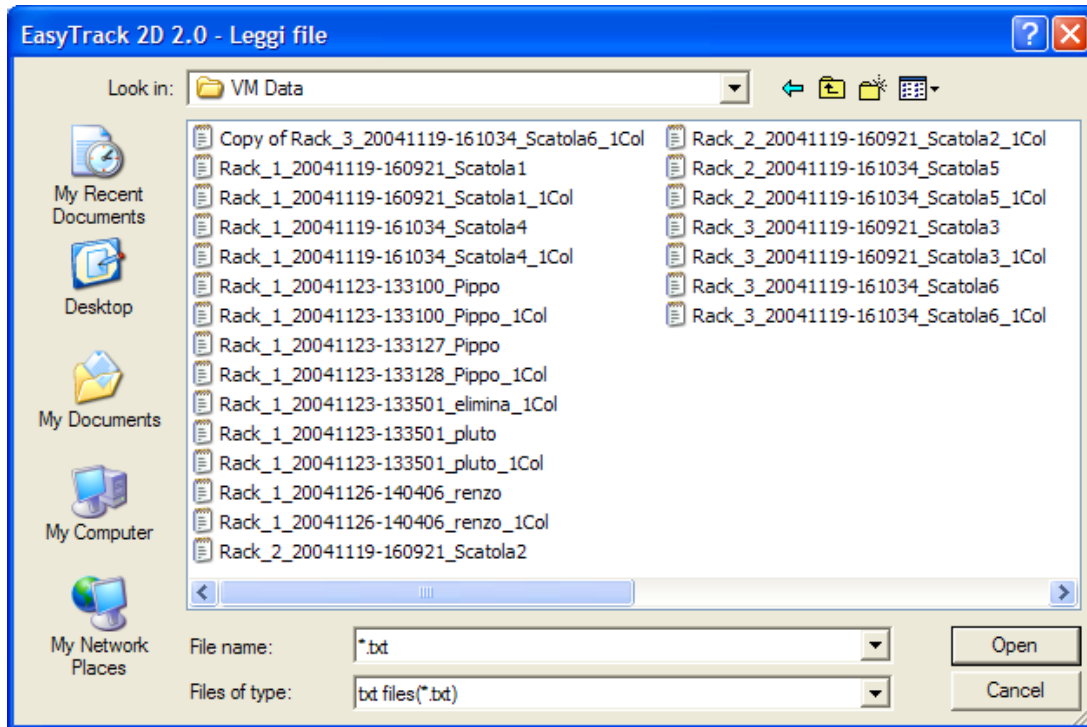 EasyTrack 2D 2.0 - Leggi file
Look in: VM Data
My Recent
Documents
Desktop
My Documents
My Computer
My Network
Places
Copy of Rack_3_20041119-161034_Scatola6_1Col
Rack_1_20041119-160921_Scatola1
Rack_1_20041119-160921_Scatola1_1Col
Rack_1_20041119-161034_Scatola4
Rack_1_20041119-161034_Scatola4_1Col
Rack_1_20041123-133100_Pippo
Rack_1_20041123-133100_Pippo_1Col
Rack_1_20041123-133127_Pippo
Rack_1_20041123-133128_Pippo_1Col
Rack_1_20041123-133501_elimina_1Col
Rack_1_20041123-133501_pluto
Rack_1_20041123-133501_pluto_1Col
Rack_1_20041126-140406_renzo
Rack_1_20041126-140406_renzo_1Col
Rack_2_20041119-160921_Scatola2
Rack_2_20041119-160921_Scatola2_1Col
Rack_2_20041119-161034_Scatola5
Rack_2_20041119-161034_Scatola5_1Col
Rack_3_20041119-160921_Scatola3
Rack_3_20041119-160921_Scatola3_1Col
Rack_3_20041119-161034_Scatola6
Rack_3_20041119-161034_Scatola6_1Col
File name: *.txt Open
Files of type: txt files(*.txt) Cancel